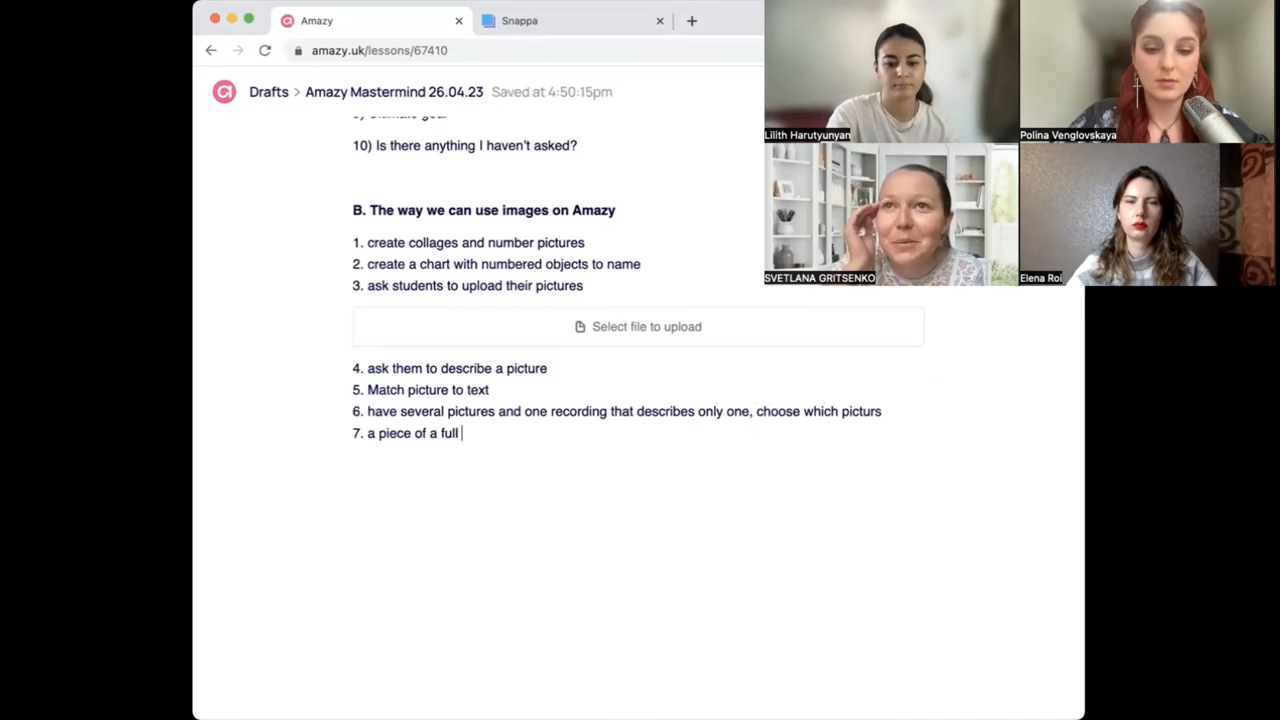 Amazy
Snappa
amazy.uk/lessons/67410
Drafts > Amazy Mastermind 26.04.23 Saved at 4:50:15pm
10) Is there anything I haven't asked?
B. The way we can use images on Amazy
1. create collages and number pictures
2. create a chart with numbered objects to name
3. ask students to upload their pictures
Select file to upload
4. ask them to describe a picture
5. Match picture to text
6. have several pictures and one recording that describes only one, choose which picturs
7. a piece of a full
Lilith Harutyunyan
Polina Venglovskaya
SVETLANA GRITSENKO
Elena Roi